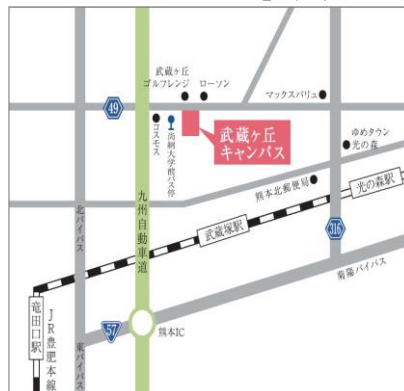 武蔵ヶ丘
ゴルフレンジ
ローソン
マックスバリュ
49
コスモス
尚絅大学前バス停
武蔵ヶ丘
キャンパス
ゆめタウン
光の森
熊本北郵便局
光の森駅
武蔵塚駅
北バイパス
九州自動車道
316
菊陽バイパス
竜田口駅
JR豊肥本線
57
東バイパス
熊本IC